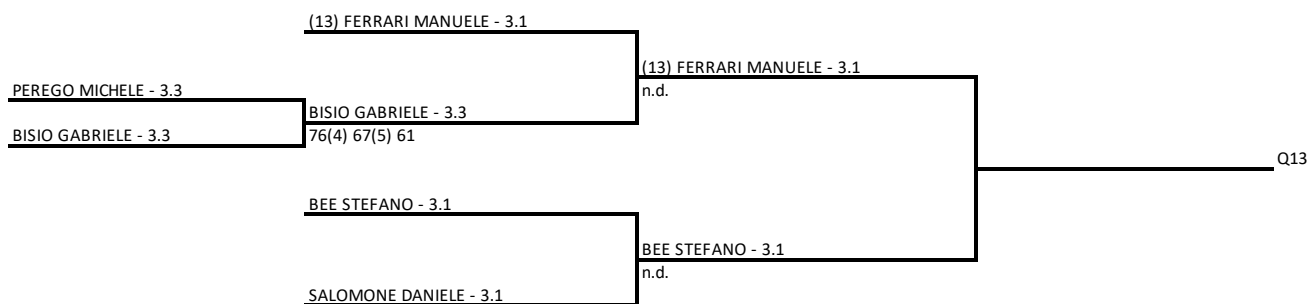 (13) FERRARI MANUELE - 3.1
(13) FERRARI MANUELE - 3.1
PEREGO MICHELE - 3.3
n.d.
BISIO GABRIELE - 3.3
BISIO GABRIELE - 3.3
76(4) 67(5) 61
Q13
BEE STEFANO - 3.1
BEE STEFANO - 3.1
n.d.
SALOMONE DANIELE - 3.1